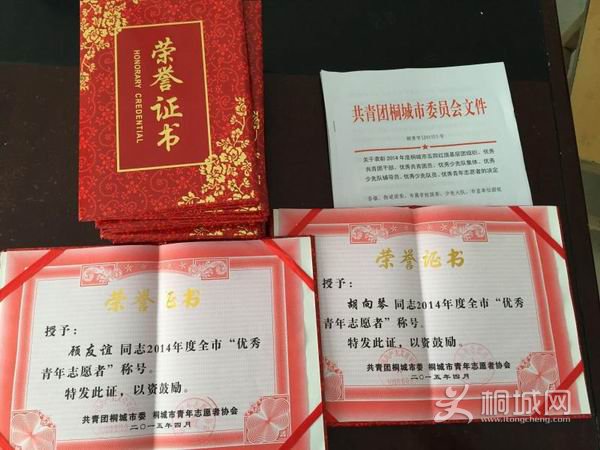 荣誉证书
HONORARY CREDENTIAL
共青团桐城市委员会文件
关于表彰2014年度桐城市五四红旗基层团组织、优秀
共青团干部、优秀共青团员、优秀少先队集体、优秀
少先队辅导员、优秀少先队员、优秀青年志愿者的决定
荣誉证书
授予：
顾友谊 同志2014年度全市“优秀
青年志愿者”称号。
特发此证，以资鼓励。
共青团桐城市委 桐城市青年志愿者协会
二〇一五年四月
荣誉证书
授予：
胡向琴 同志2014年度全市“优秀
青年志愿者”称号。
特发此证，以资鼓励。
共青团桐城市委 桐城市青年志愿者协会
二〇一五年四月
桐城网
www.itongcheng.com